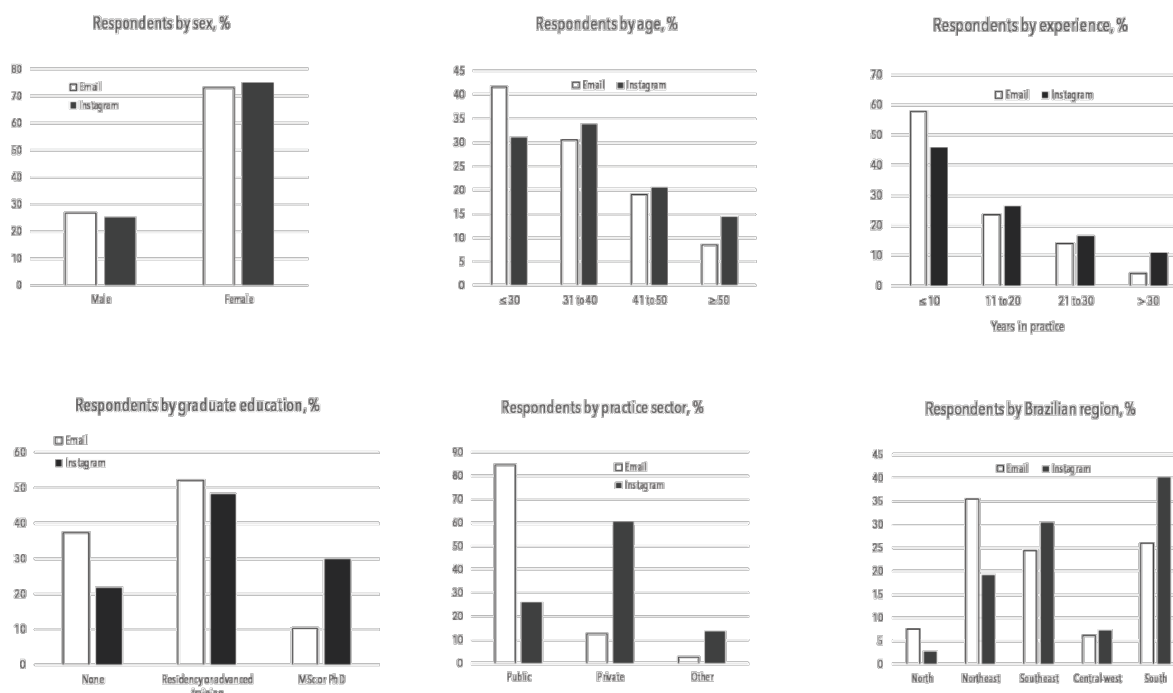 Respondents by sex, %
80
70
60
50
40
30
20
10
0
Email
Instagram
Male Female
Respondents by age, %
45
40
35
30
25
20
15
10
5
0
Email Instagram
≤30 31 to 40 41 to 50 ≥50
Respondents by experience, %
70
60
50
40
30
20
10
0
Email Instagram
≤10 11 to 20 21 to 30 >30
Years in practice
Respondents by graduate education, %
Email
Instagram
60
50
40
30
20
10
0
None Residency or advanced MSc or PhD
training
Respondents by practice sector, %
90
80
70
60
50
40
30
20
10
0
Email
Instagram
Public Private Other
Respondents by Brazilian region, %
45
40
35
30
25
20
15
10
5
0
Email Instagram
North Northeast Southeast Central-west South